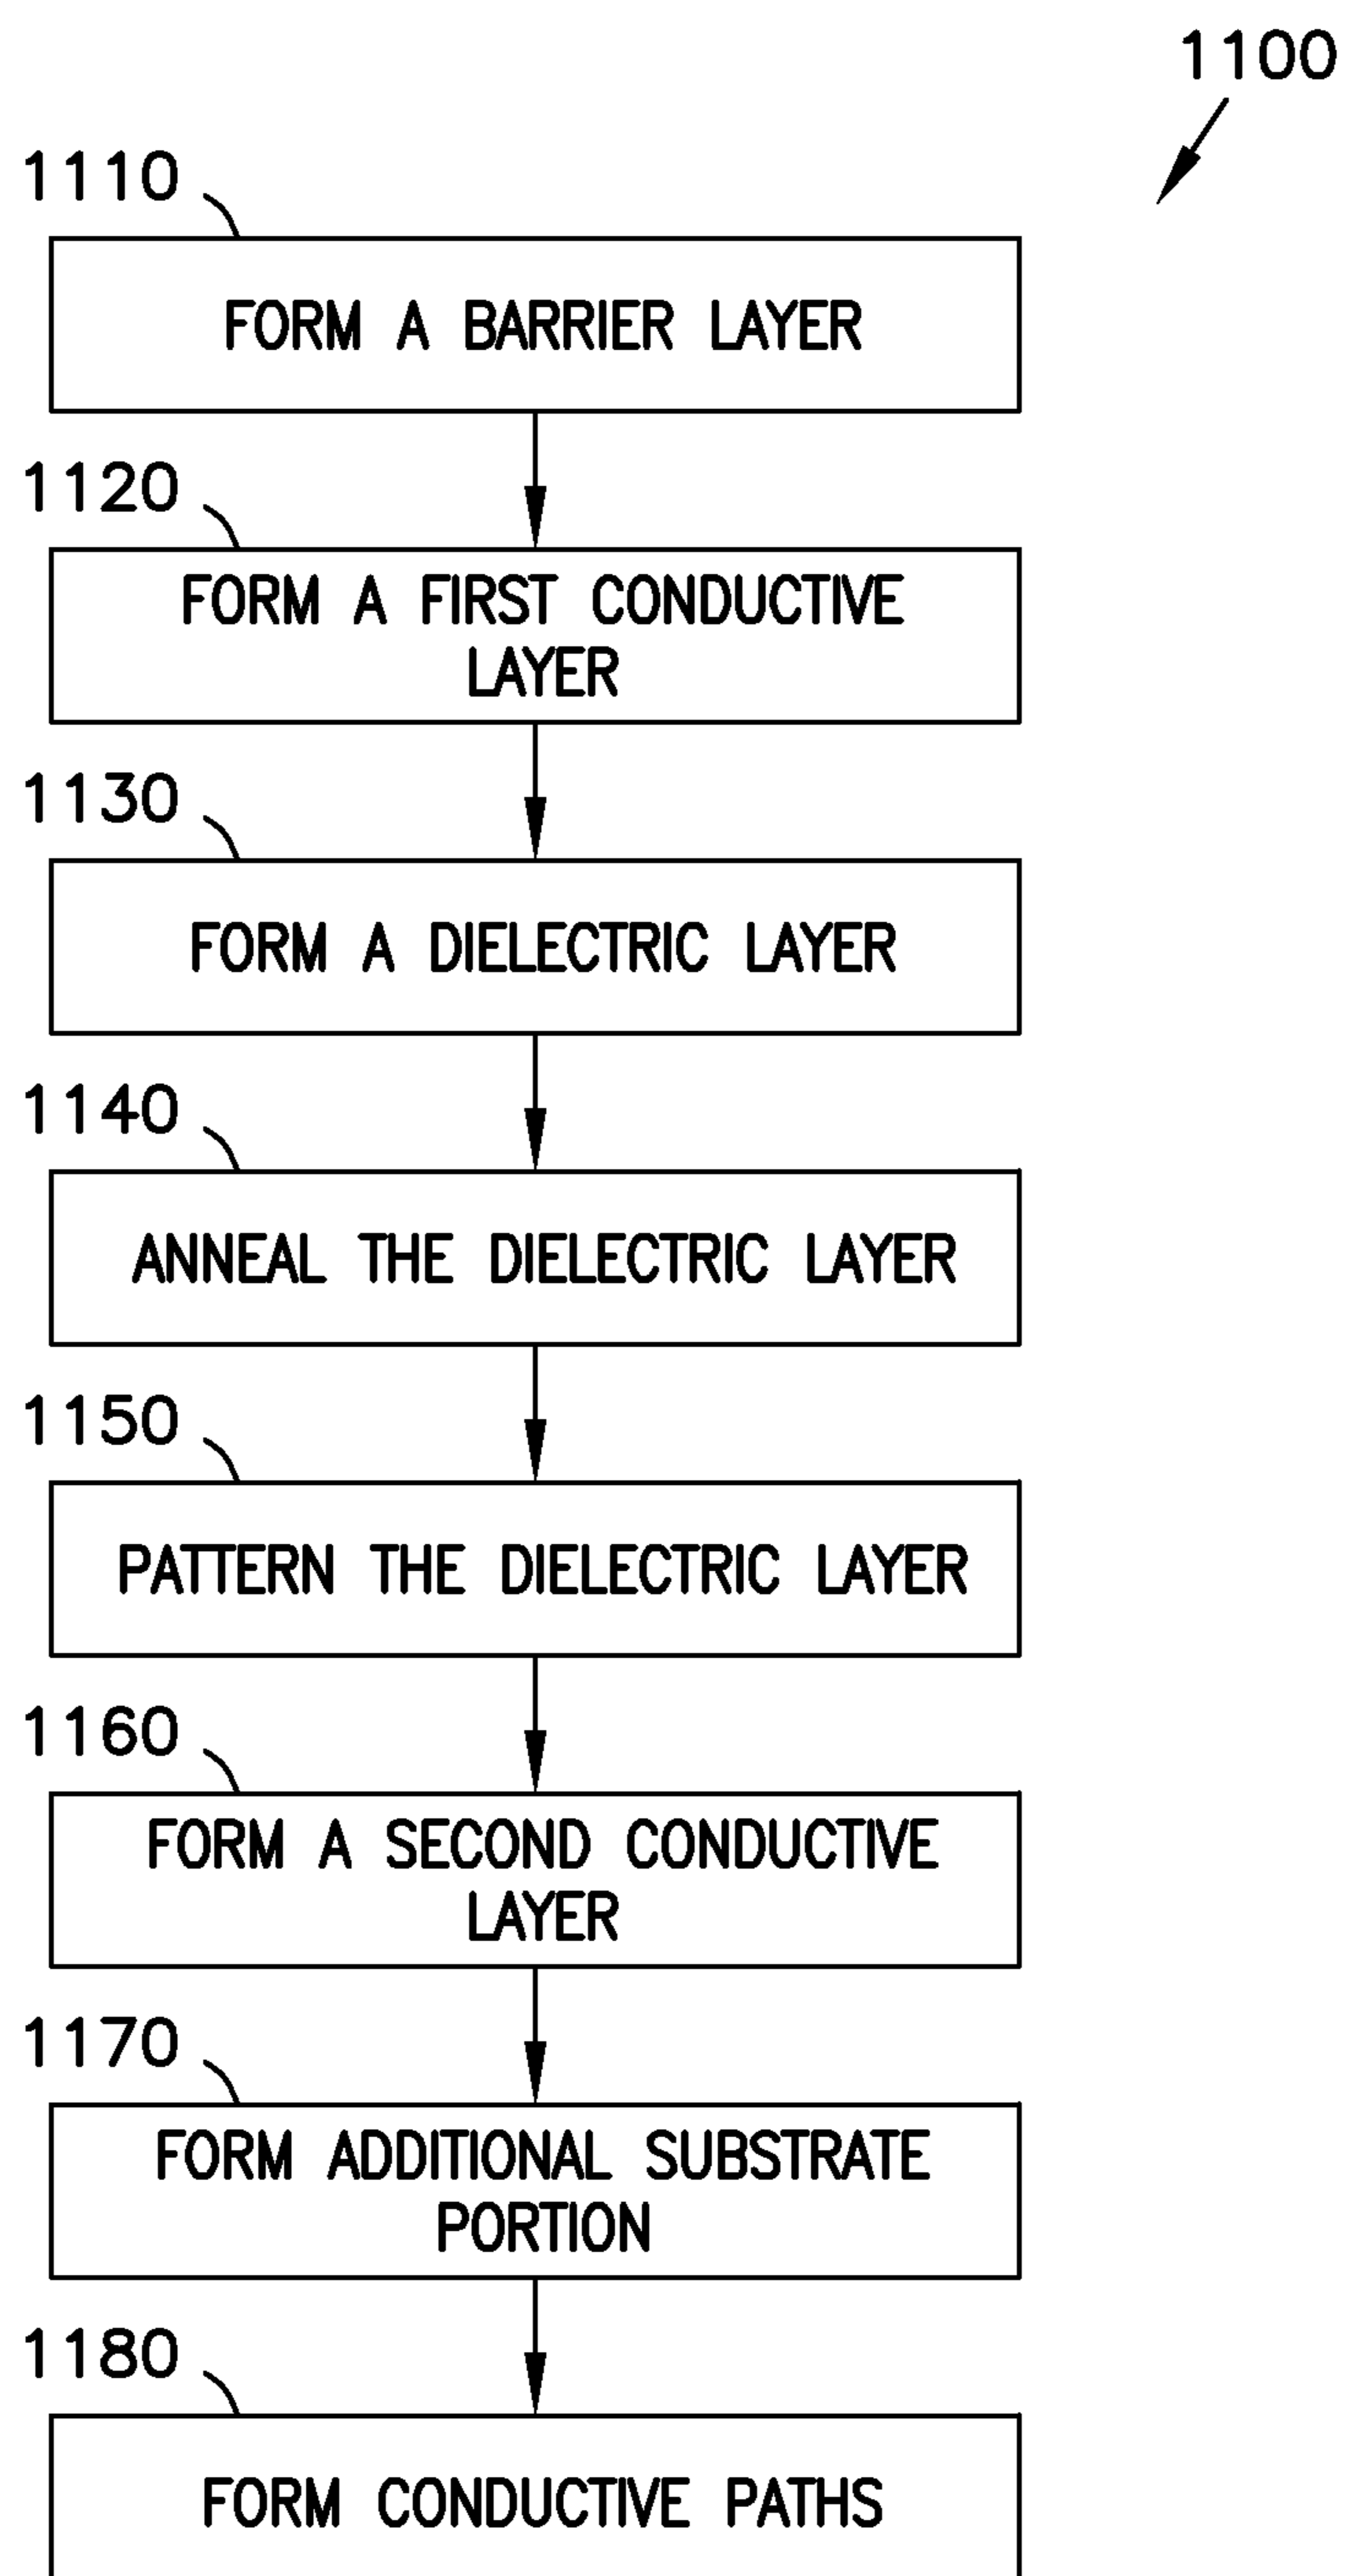 1100
1110
FORM A BARRIER LAYER
1120
FORM A FIRST CONDUCTIVE
LAYER
1130
FORM A DIELECTRIC LAYER
1140
ANNEAL THE DIELECTRIC LAYER
1150
PATTERN THE DIELECTRIC LAYER
1160
FORM A SECOND CONDUCTIVE
LAYER
1170
FORM ADDITIONAL SUBSTRATE
PORTION
1180
FORM CONDUCTIVE PATHS